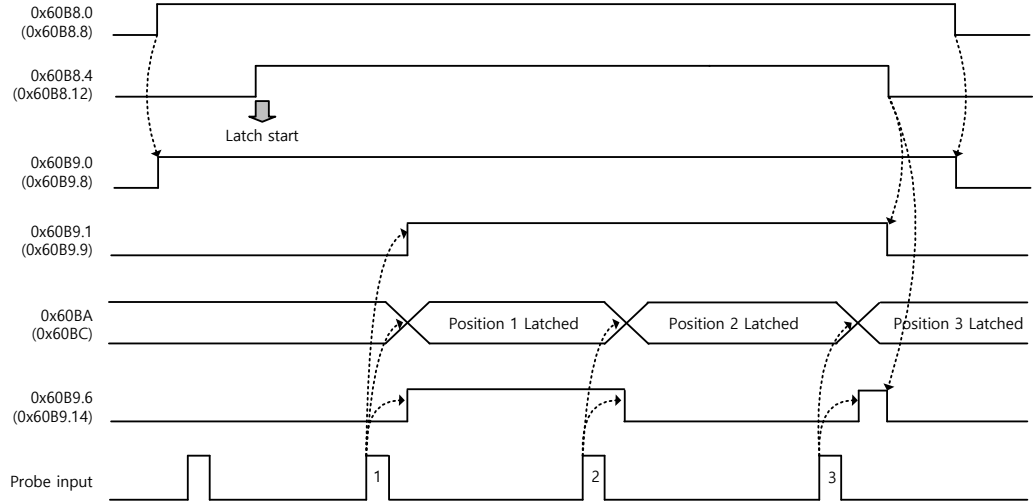 0x60B8.0
(0x60B8.8)
0x60B8.4
(0x60B8.12)
Latch start
0x60B9.0
(0x60B9.8)
0x60B9.1
(0x60B9.9)
0x60BA
(0x60BC)
Position 1 Latched
Position 2 Latched
Position 3 Latched
0x60B9.6
(0x60B9.14)
Probe input
1
2
3